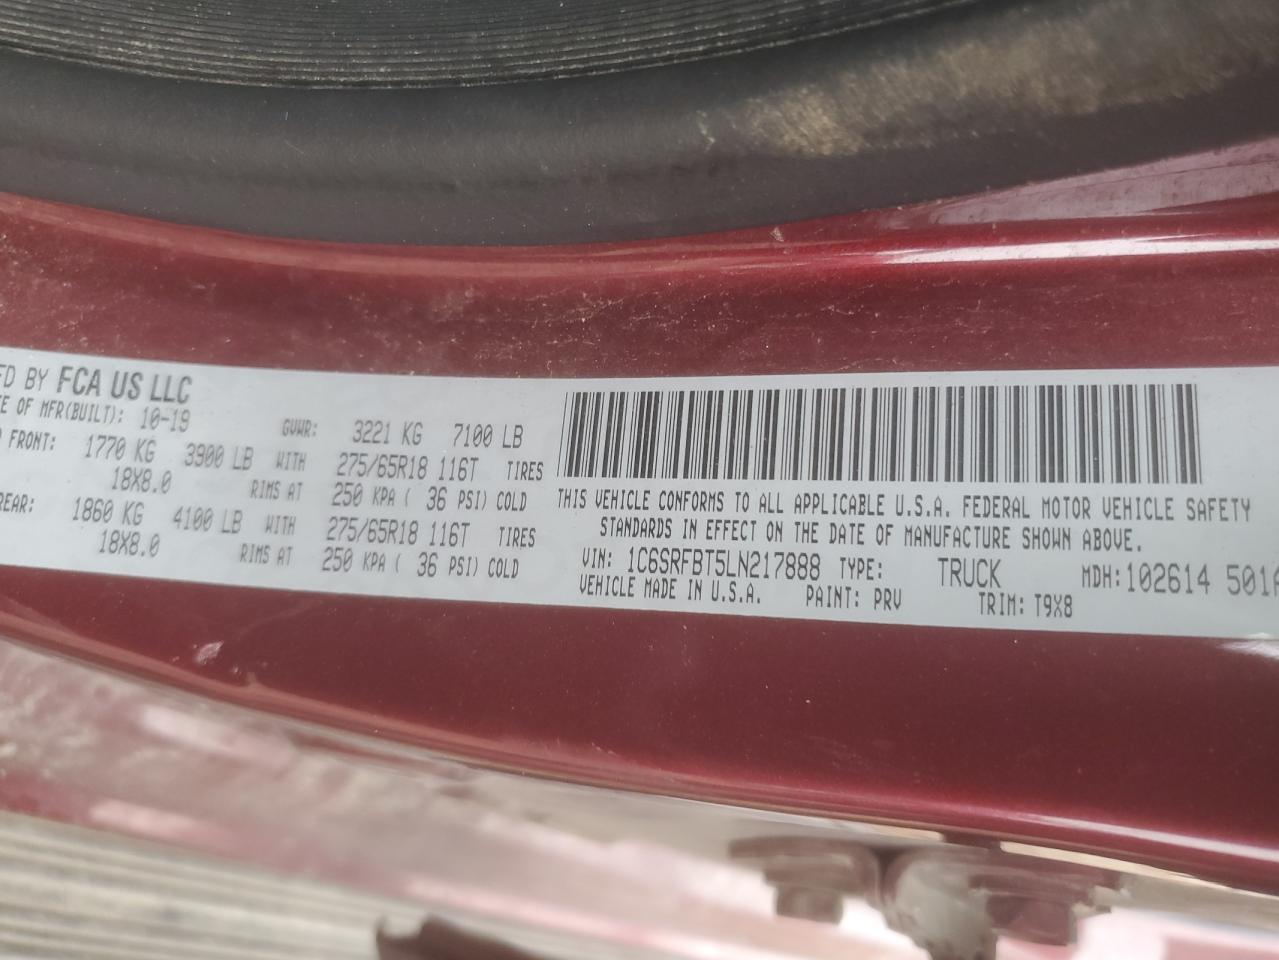 FD BY FCA US LLC
E OF MFR(BUILT): 10-19 GVWR: 3221 KG 7100 LB
FRONT: 1770 KG 3900 LB WITH 275/65R18 116T TIRES
18X8.0 RIMS AT 250 KPA ( 36 PSI) COLD
REAR: 1860 KG 4100 LB WITH 275/65R18 116T TIRES
18X8.0 RIMS AT 250 KPA ( 36 PSI) COLD
THIS VEHICLE CONFORMS TO ALL APPLICABLE U.S.A. FEDERAL MOTOR VEHICLE SAFETY
STANDARDS IN EFFECT ON THE DATE OF MANUFACTURE SHOWN ABOVE.
VIN: 1C6SRFBT5LN217888 TYPE: TRUCK MDH:102614 501
VEHICLE MADE IN U.S.A. PAINT: PRV TRIM: T9X8